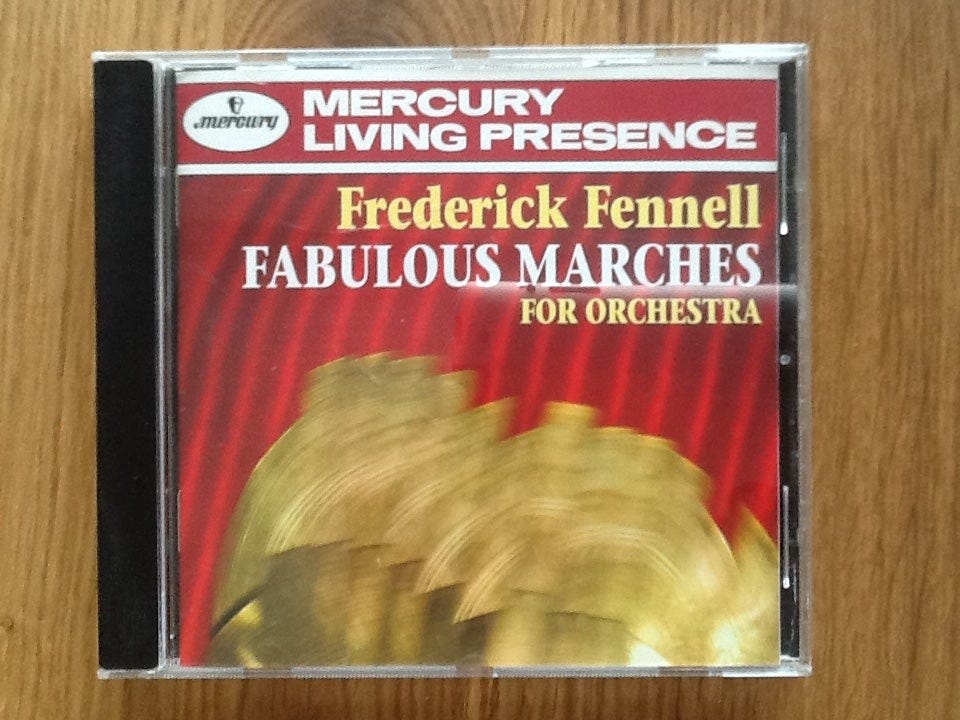 mercury
MERCURY
LIVING PRESENCE
Frederick Fennell
FABULOUS MARCHES
FOR ORCHESTRA